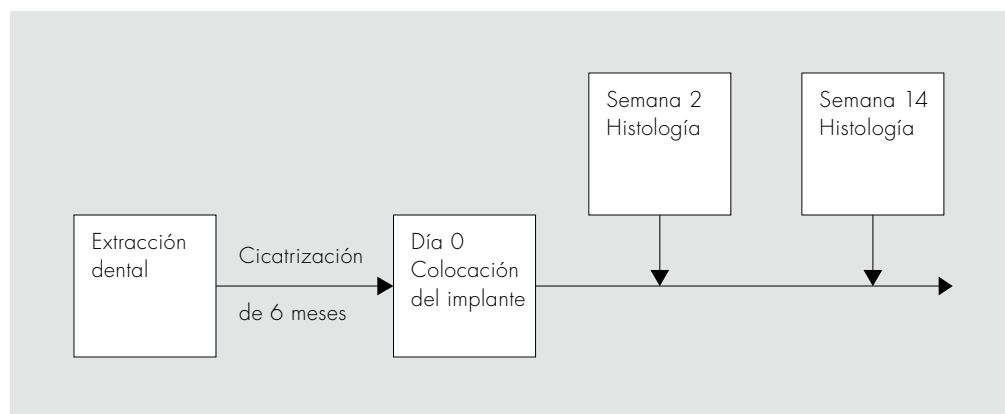 Semana 2
Histología
Semana 14
Histología
Extracción
dental
Cicatrización
de 6 meses
Día 0
Colocación
del implante